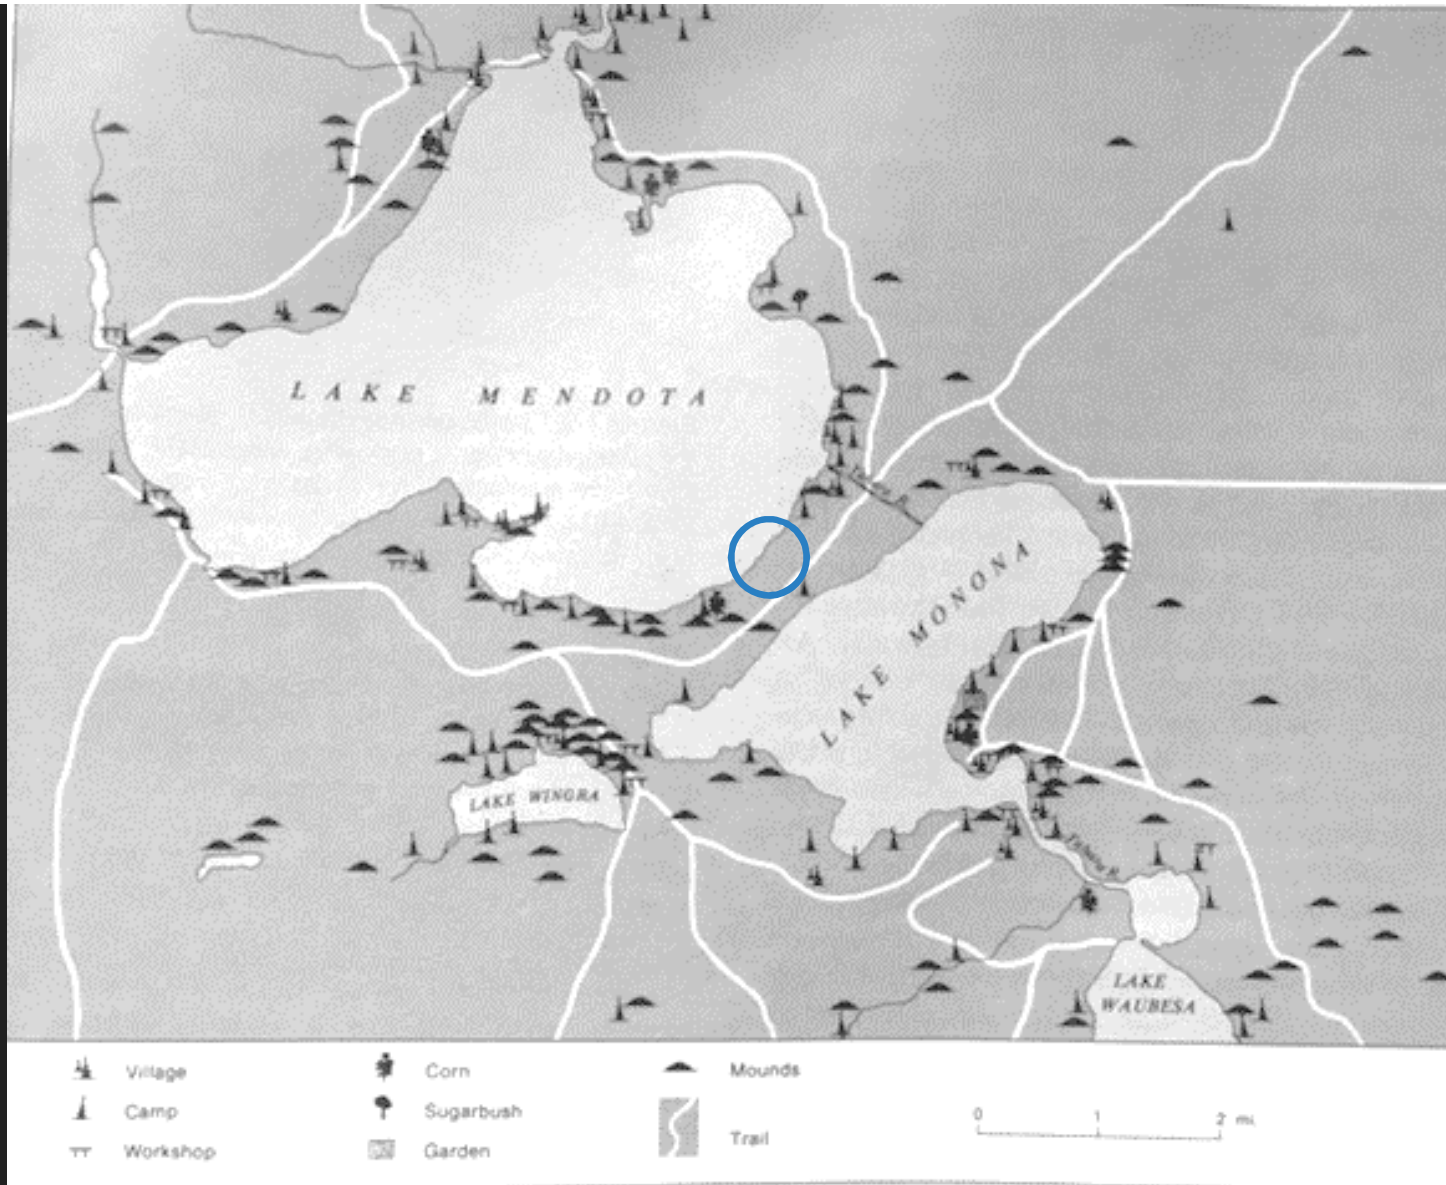 LAKE MENDOTA
LAKE MONONA
LAKE WINGRA
LAKE
WAUBESA
Village
Camp
Workshop
Corn
Sugarbush
Garden
Mounds
Trail
0 1 2 mi.